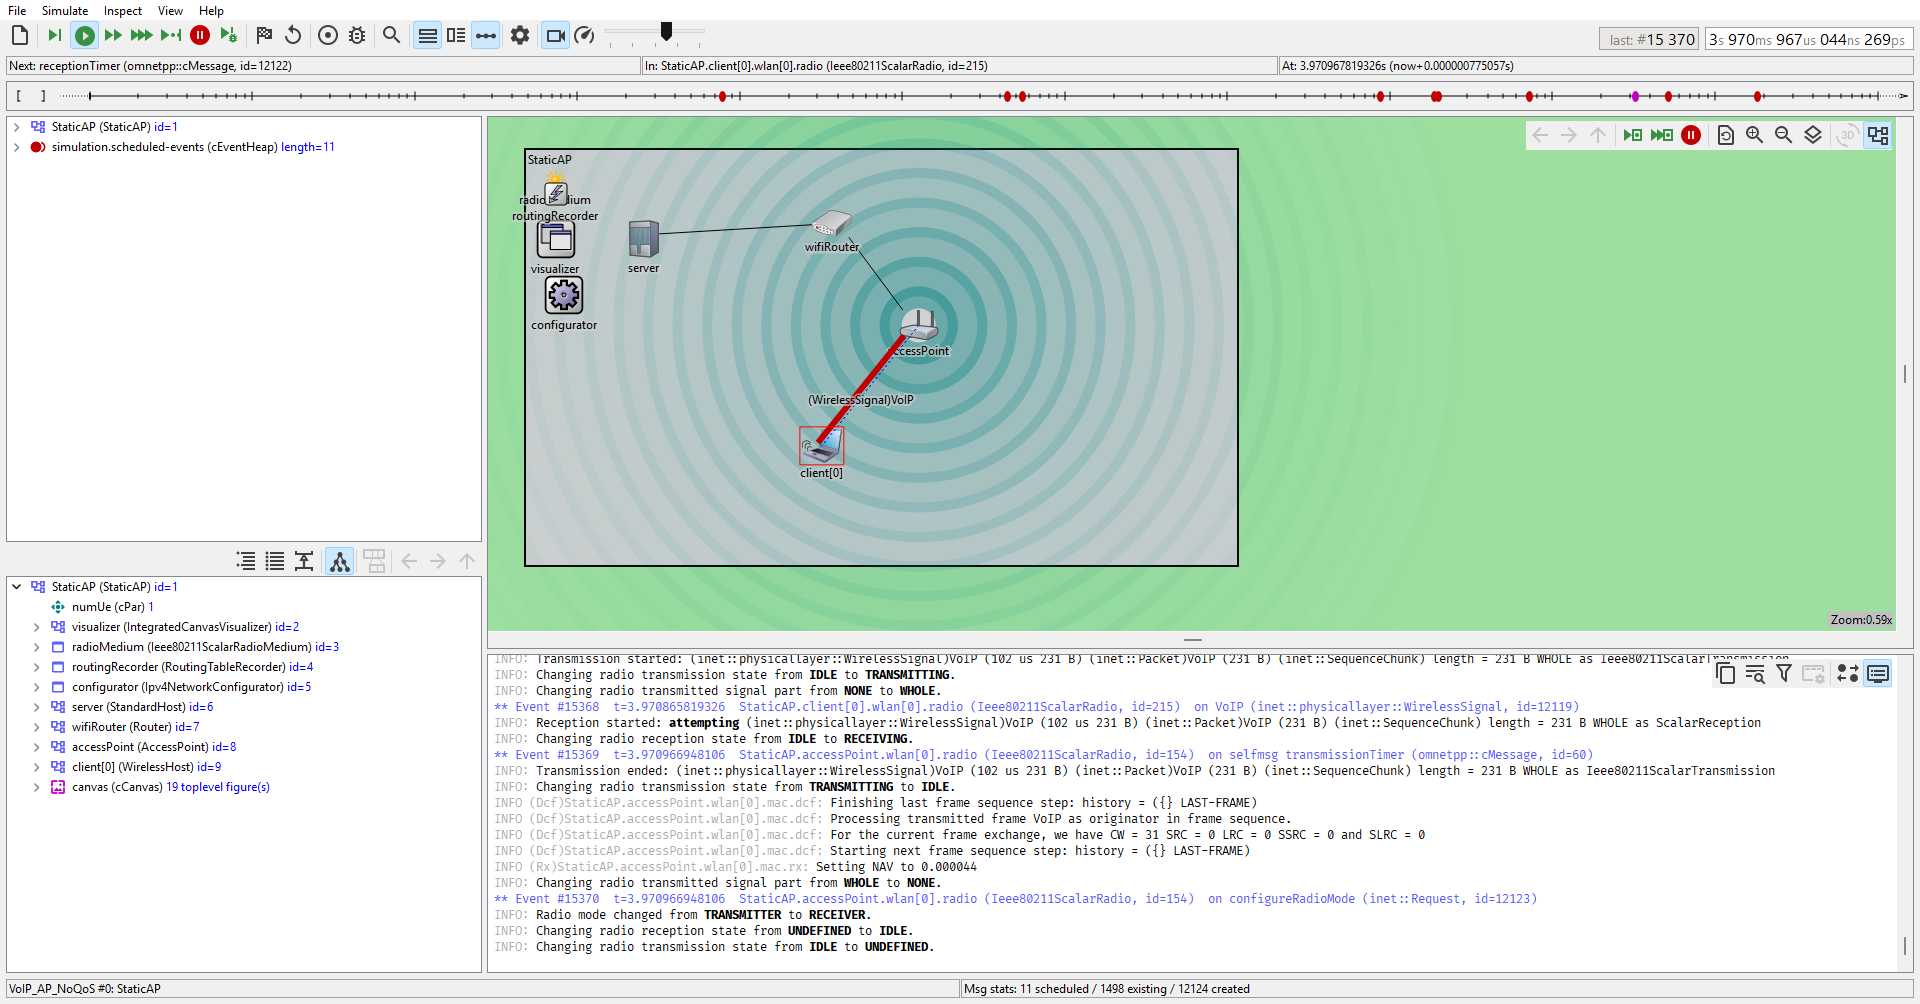 File Simulate Inspect View Help
last: #15 370 3s 970ms 967us 044ns 269ps
Next: receptionTimer (omnetpp::cMessage, id=12122) In: StaticAP.client[0].wlan[0].radio (Ieee80211ScalarRadio, id=215) At: 3.970967819326s (now+0.000000775057s)
[ ]
StaticAP (StaticAP) id=1
simulation.scheduled-events (cEventHeap) length=11
StaticAP (StaticAP) id=1
numUe (cPar) 1
visualizer (IntegratedCanvasVisualizer) id=2
radioMedium (Ieee80211ScalarRadioMedium) id=3
routingRecorder (RoutingTableRecorder) id=4
configurator (Ipv4NetworkConfigurator) id=5
server (StandardHost) id=6
wifiRouter (Router) id=7
accessPoint (AccessPoint) id=8
client[0] (WirelessHost) id=9
canvas (cCanvas) 19 toplevel figure(s)
3D
StaticAP
routingRecorder
visualizer
configurator
server
wifiRouter
(WirelessSignal)VoIP
client[0]
Zoom:0.59x
INFO: Transmission started: (inet::physicallayer::WirelessSignal)VoIP (102 us 231 B) (inet::Packet)VoIP (231 B) (inet::SequenceChunk) length = 231 B WHOLE as Ieee80211ScalarTransmission
INFO: Changing radio transmission state from IDLE to TRANSMITTING.
INFO: Changing radio transmitted signal part from NONE to WHOLE.
** Event #15368 t=3.970865819326 StaticAP.client[0].wlan[0].radio (Ieee80211ScalarRadio, id=215) on VoIP (inet::physicallayer::WirelessSignal, id=12119)
INFO: Reception started: attempting (inet::physicallayer::WirelessSignal)VoIP (102 us 231 B) (inet::Packet)VoIP (231 B) (inet::SequenceChunk) length = 231 B WHOLE as ScalarReception
INFO: Changing radio reception state from IDLE to RECEIVING.
** Event #15369 t=3.970966948106 StaticAP.accessPoint.wlan[0].radio (Ieee80211ScalarRadio, id=154) on selfmsg transmissionTimer (omnetpp::cMessage, id=60)
INFO: Transmission ended: (inet::physicallayer::WirelessSignal)VoIP (102 us 231 B) (inet::Packet)VoIP (231 B) (inet::SequenceChunk) length = 231 B WHOLE as Ieee80211ScalarTransmission
INFO: Changing radio transmission state from TRANSMITTING to IDLE.
INFO (Dcf)StaticAP.accessPoint.wlan[0].mac.dcf: Finishing last frame sequence step: history = ({} LAST-FRAME)
INFO (Dcf)StaticAP.accessPoint.wlan[0].mac.dcf: Processing transmitted frame VoIP as originator in frame sequence.
INFO (Dcf)StaticAP.accessPoint.wlan[0].mac.dcf: For the current frame exchange, we have CW = 31 SRC = 0 LRC = 0 SSRC = 0 and SLRC = 0
INFO (Dcf)StaticAP.accessPoint.wlan[0].mac.dcf: Starting next frame sequence step: history = ({} LAST-FRAME)
INFO (Rx)StaticAP.accessPoint.wlan[0].mac.rx: Setting NAV to 0.000044
INFO: Changing radio transmitted signal part from WHOLE to NONE.
** Event #15370 t=3.970966948106 StaticAP.accessPoint.wlan[0].radio (Ieee80211ScalarRadio, id=154) on configureRadioMode (inet::Request, id=12123)
INFO: Radio mode changed from TRANSMITTER to RECEIVER.
INFO: Changing radio reception state from UNDEFINED to IDLE.
INFO: Changing radio transmission state from IDLE to UNDEFINED.
VoIP_AP_NoQoS #0: StaticAP Msg stats: 11 scheduled / 1498 existing / 12124 created